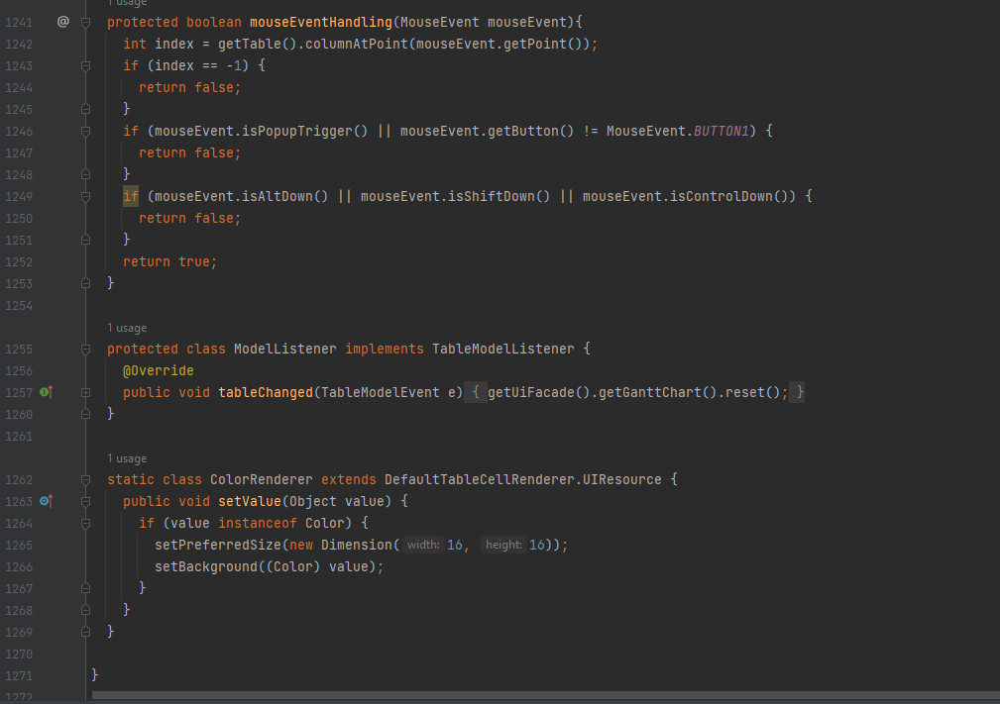 1 usage
1241 @ protected boolean mouseEventHandling(MouseEvent mouseEvent){
1242 int index = getTable().columnAtPoint(mouseEvent.getPoint());
1243 if (index == -1) {
1244 return false;
1245 }
1246 if (mouseEvent.isPopupTrigger() || mouseEvent.getButton() != MouseEvent.BUTTON1) {
1247 return false;
1248 }
1249 if (mouseEvent.isAltDown() || mouseEvent.isShiftDown() || mouseEvent.isControlDown()) {
1250 return false;
1251 }
1252 return true;
1253 }
1254
1 usage
1255 protected class ModelListener implements TableModelListener {
1256 @Override
1257 public void tableChanged(TableModelEvent e) { getUiFacade().getGanttChart().reset(); }
1260 }
1261
1 usage
1262 static class ColorRenderer extends DefaultTableCellRenderer.UIResource {
1263 public void setValue(Object value) {
1264 if (value instanceof Color) {
1265 setPreferredSize(new Dimension( width: 16, height: 16));
1266 setBackground((Color) value);
1267 }
1268 }
1269 }
1270
1271 }
1272